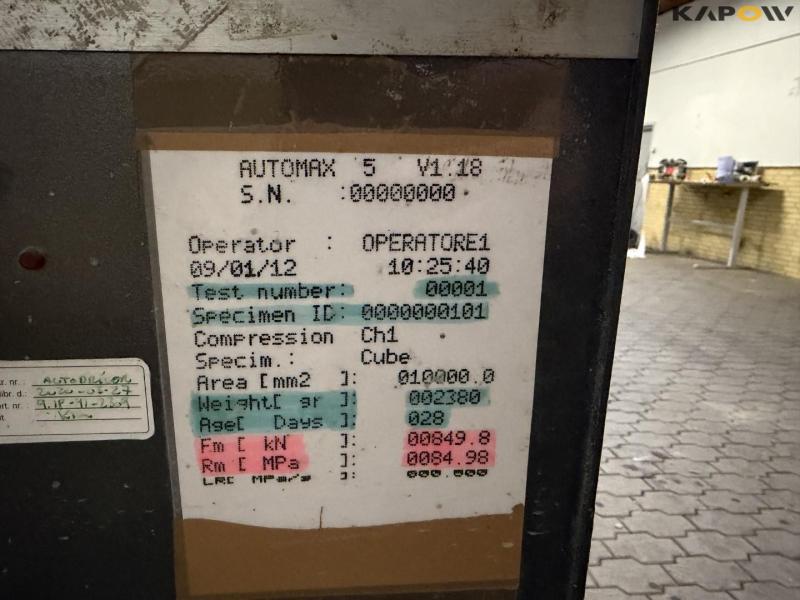 KAPOW
AUTOMAX 5 V1.18
S.N. :00000000
Operator : OPERATORE1
09/01/12 10:25:40
Test number: 00001
Specimen ID: 0000000101
Compression Ch1
Specim.: Cube
Area [mm2 ]: 010000.0
Weight[ gr ]: 002380
Age[ Days ]: 028
Fm [ kN ]: 00849.8
Rm [ MPa ]: 0084.98